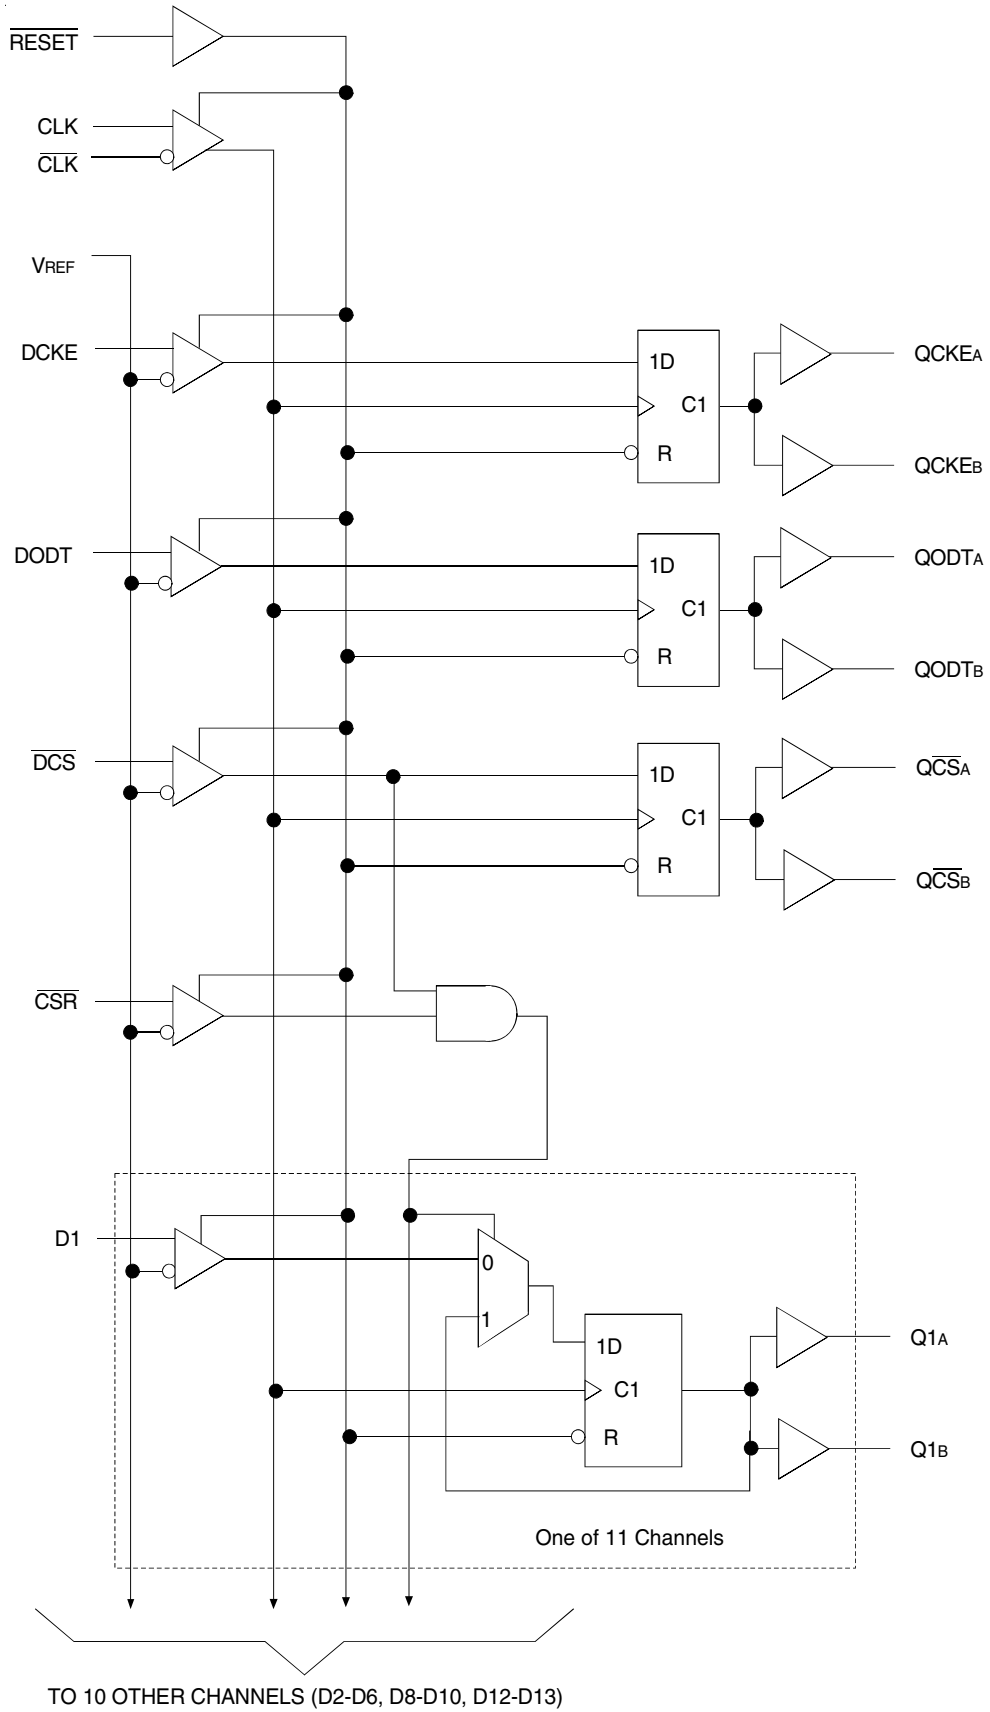 RESET
CLK
CLK
VREF
DCKE
1D
C1
R
QCKEA
QCKEB
DODT
1D
C1
R
QODTA
QODTB
DCS
1D
C1
R
QCSA
QCSB
CSR
D1
0
1
1D
C1
R
Q1A
Q1B
One of 11 Channels
TO 10 OTHER CHANNELS (D2-D6, D8-D10, D12-D13)